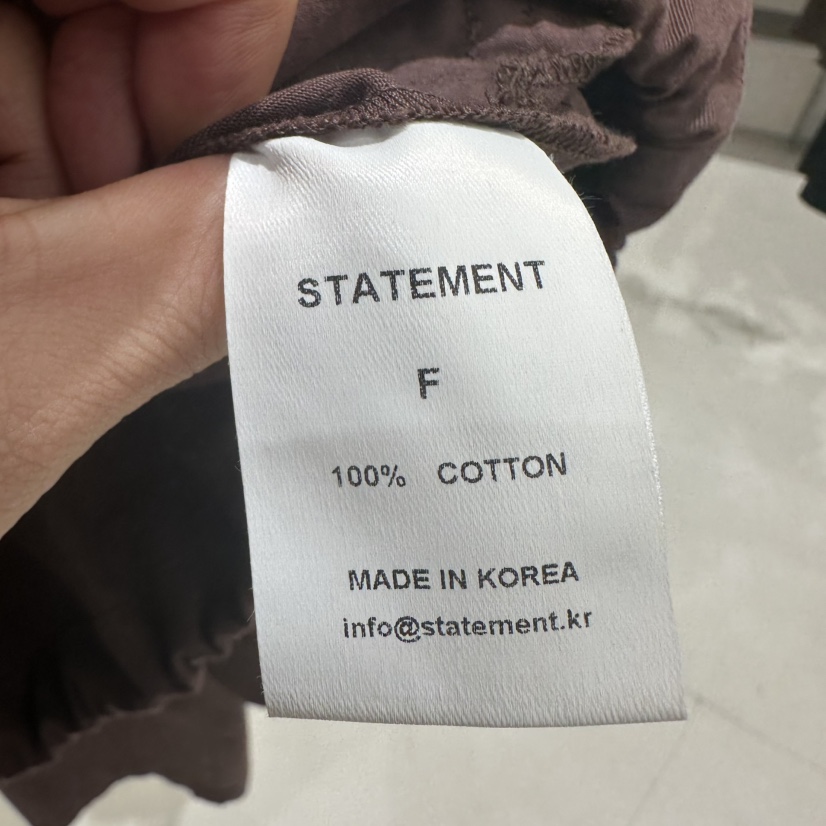 STATEMENT
F
100% COTTON
MADE IN KOREA
info@statement.kr